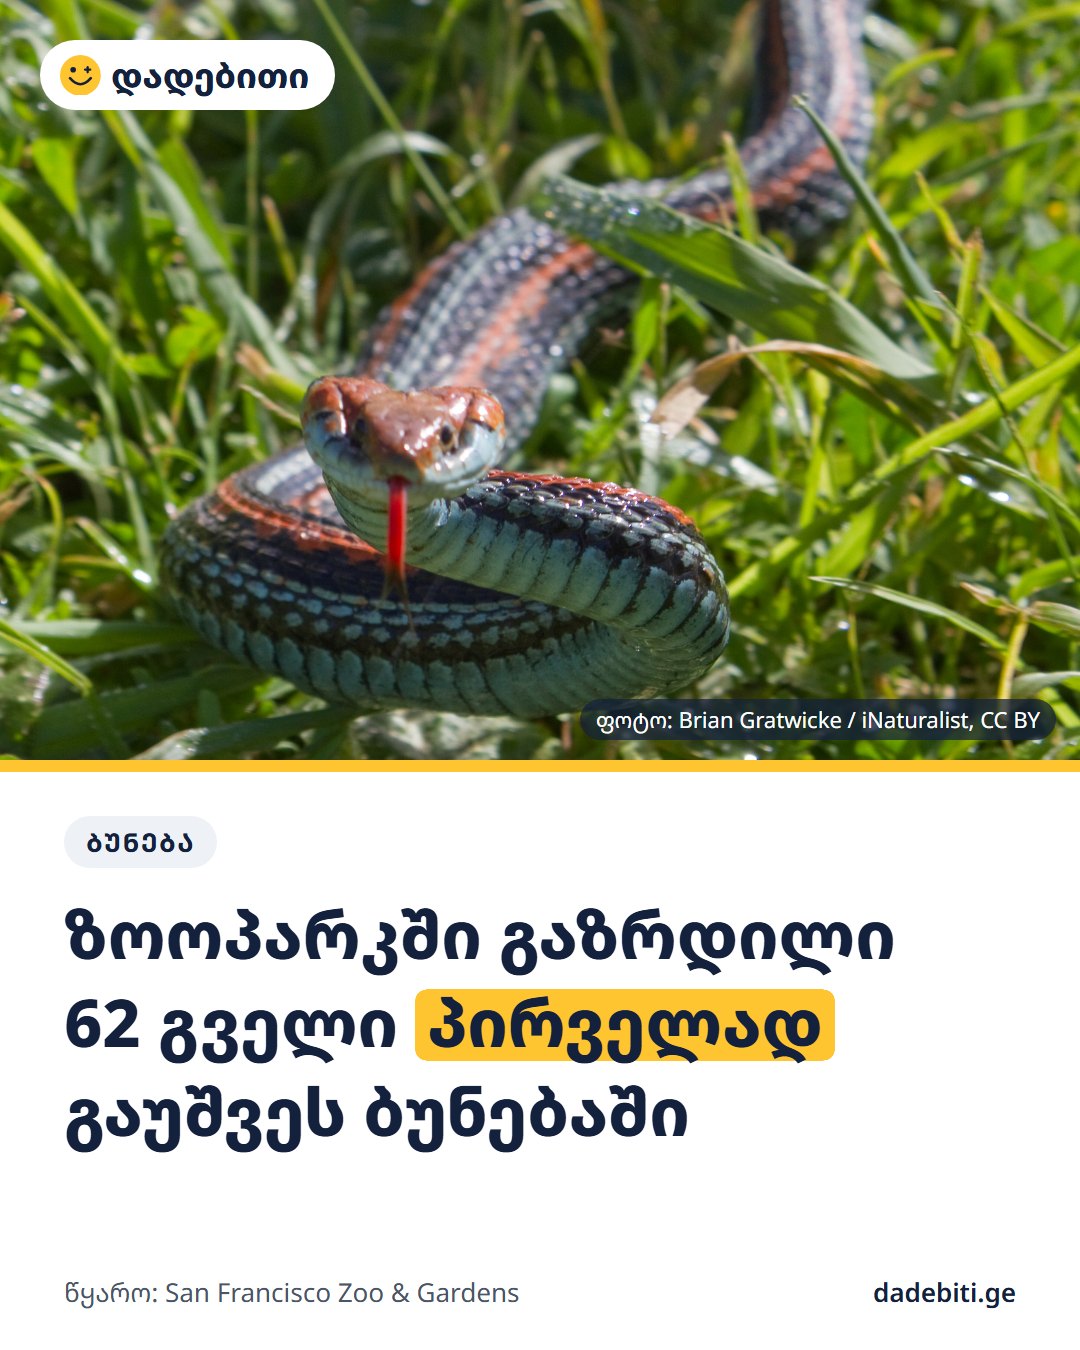 დადებითი
ფოტო: Brian Gratwicke / iNaturalist, CC BY
ბუნება
ზოოპარკში გაზრდილი
62 გველი პირველად
გაუშვეს ბუნებაში
წყარო: San Francisco Zoo & Gardens
dadebiti.ge